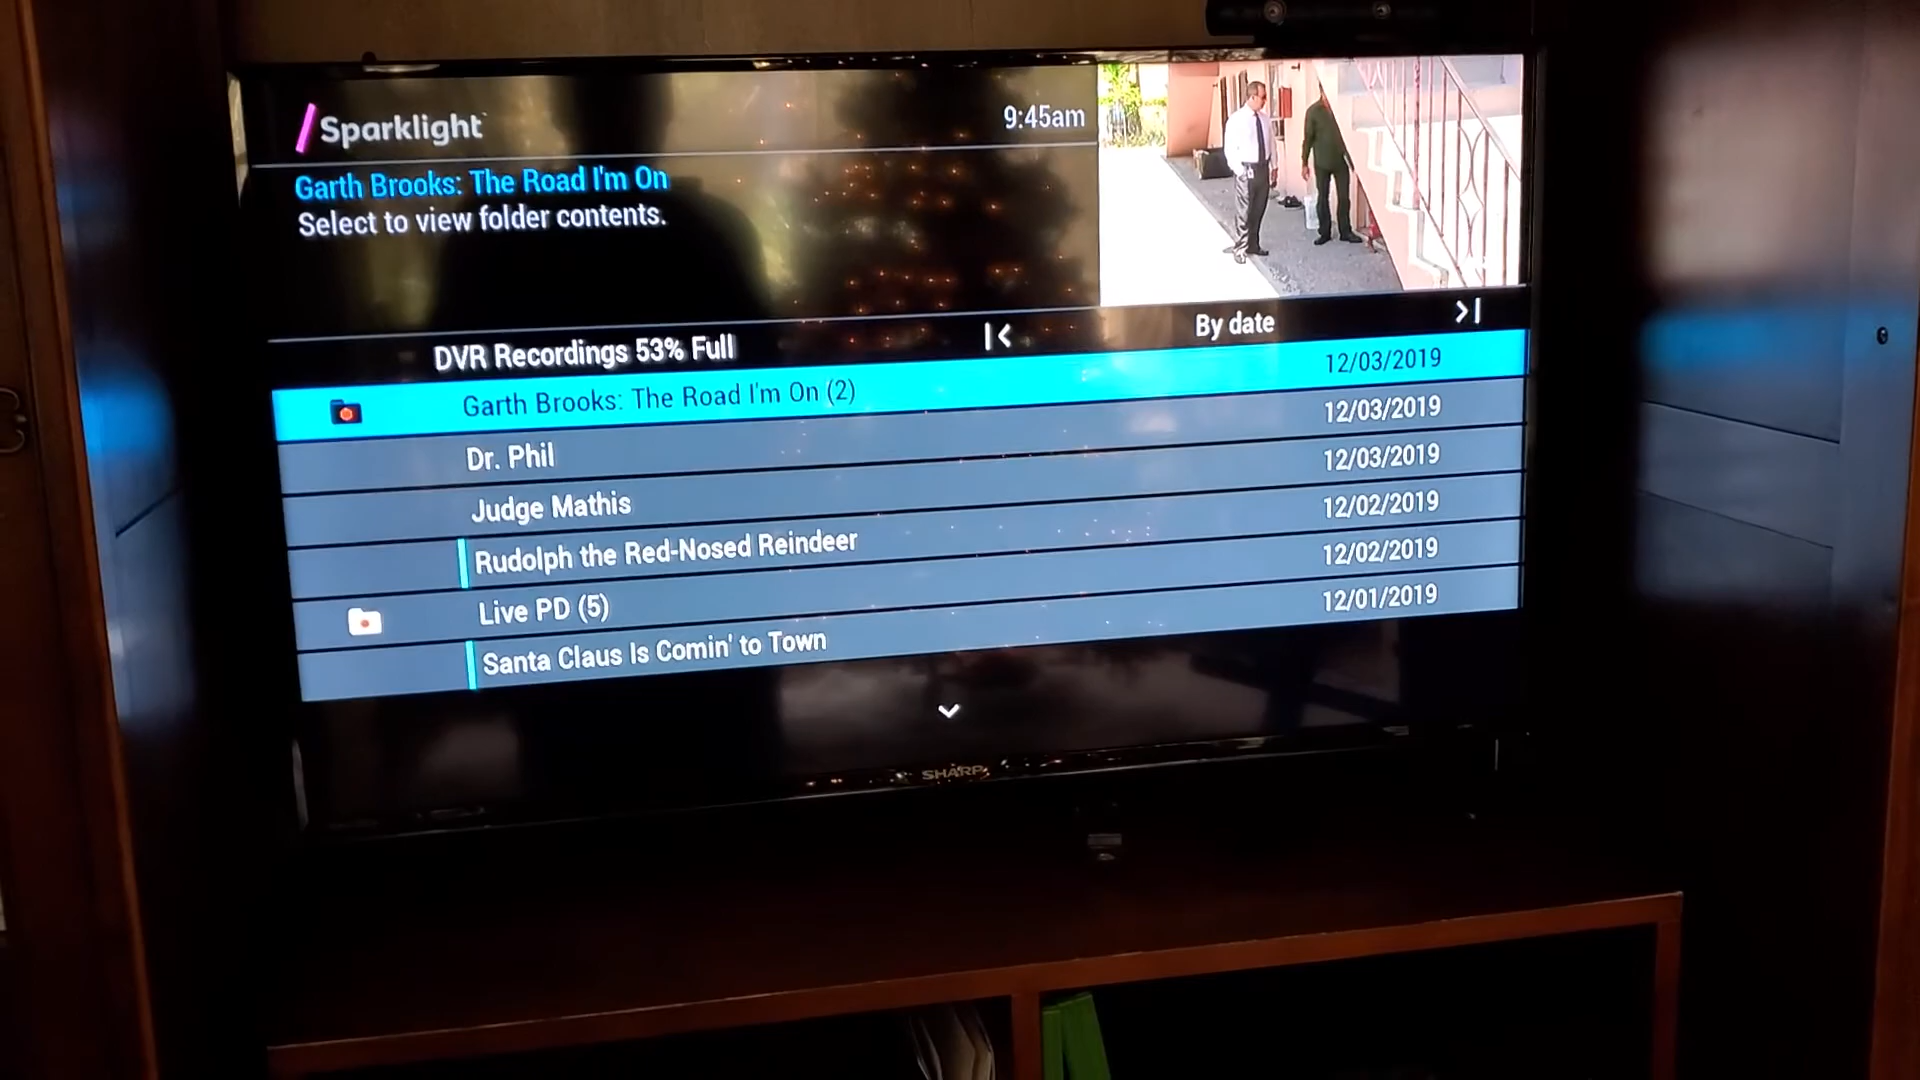 Sparklight
9:45am
Garth Brooks: The Road I'm On
Select to view folder contents.
DVR Recordings 53% Full
By date
Garth Brooks: The Road I'm On (2) 12/03/2019
Dr. Phil 12/03/2019
Judge Mathis 12/03/2019
Rudolph the Red-Nosed Reindeer 12/02/2019
Live PD (5) 12/02/2019
Santa Claus Is Comin' to Town 12/01/2019
SHARP